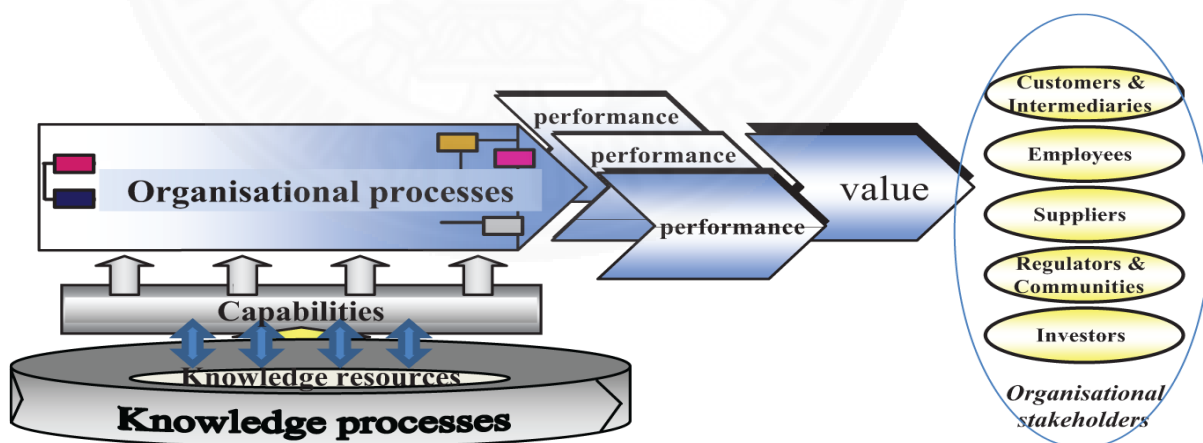 performance
performance
performance
Organisational processes
value
Capabilities
Knowledge resources
Knowledge processes
Customers &
Intermediaries
Employees
Suppliers
Regulators &
Communities
Investors
Organisational
stakeholders